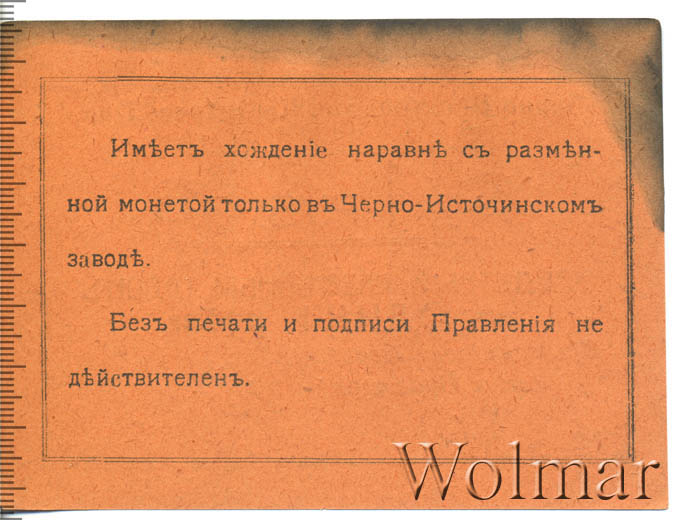 Имѣетъ хожденіе наравнѣ съ размѣн-
ной монетой только въ Черно-Источинскомъ
заводѣ.
Безъ печати и подписи Правленія не
дѣйствителенъ.
Wolmar